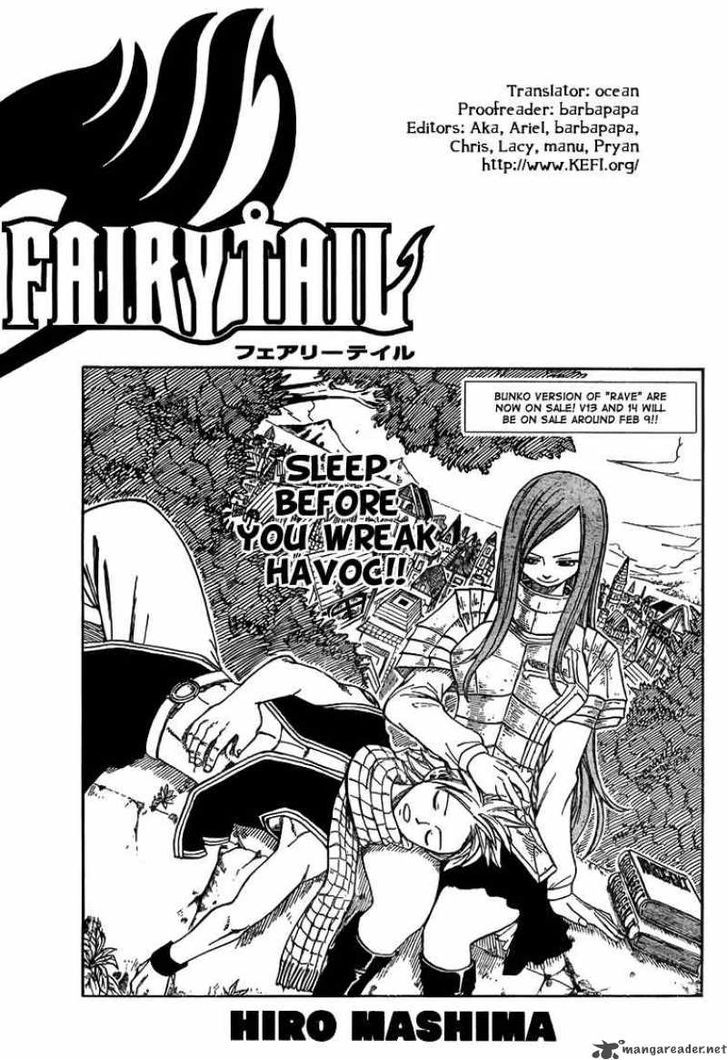 Translator: ocean
Proofreader: barbapapa
Editors: Aka, Ariel, barbapapa,
Chris, Lacy, manu, Pryan
http://www.KEFI.org/
FAIRY TAIL
フェアリーテイル
BUNKO VERSION OF "RAVE" ARE
NOW ON SALE! V13 AND 14 WILL
BE ON SALE AROUND FEB 9!!
SLEEP
BEFORE
YOU WREAK
HAVOC!!
HIRO MASHIMA
mangareader.net